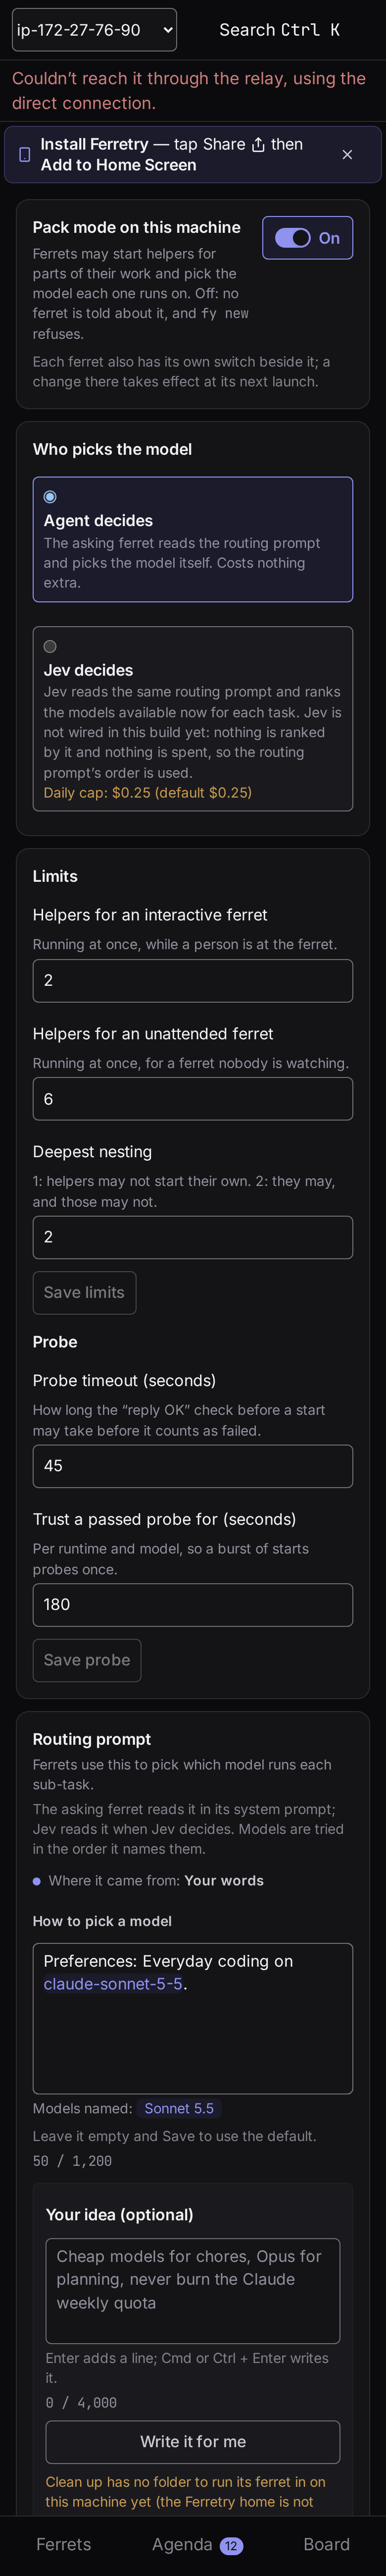 ip-172-27-76-90
Search Ctrl K
Couldn’t reach it through the relay, using the
direct connection.
Install Ferretry — tap Share then
Add to Home Screen
Pack mode on this machine
On
Ferrets may start helpers for
parts of their work and pick the
model each one runs on. Off: no
ferret is told about it, and fy new
refuses.
Each ferret also has its own switch beside it; a
change there takes effect at its next launch.
Who picks the model
Agent decides
The asking ferret reads the routing prompt
and picks the model itself. Costs nothing
extra.
Jev decides
Jev reads the same routing prompt and ranks
the models available now for each task. Jev is
not wired in this build yet: nothing is ranked
by it and nothing is spent, so the routing
prompt’s order is used.
Daily cap: $0.25 (default $0.25)
Limits
Helpers for an interactive ferret
Running at once, while a person is at the ferret.
2
Helpers for an unattended ferret
Running at once, for a ferret nobody is watching.
6
Deepest nesting
1: helpers may not start their own. 2: they may,
and those may not.
2
Save limits
Probe
Probe timeout (seconds)
How long the “reply OK” check before a start
may take before it counts as failed.
45
Trust a passed probe for (seconds)
Per runtime and model, so a burst of starts
probes once.
180
Save probe
Routing prompt
Ferrets use this to pick which model runs each
sub-task.
The asking ferret reads it in its system prompt;
Jev reads it when Jev decides. Models are tried
in the order it names them.
Where it came from: Your words
How to pick a model
Preferences: Everyday coding on
claude-sonnet-5-5.
Models named: Sonnet 5.5
Leave it empty and Save to use the default.
50 / 1,200
Your idea (optional)
Cheap models for chores, Opus for
planning, never burn the Claude
weekly quota
Enter adds a line; Cmd or Ctrl + Enter writes
it.
0 / 4,000
Write it for me
Clean up has no folder to run its ferret in on
this machine yet (the Ferretry home is not
Ferrets
Agenda 12
Board